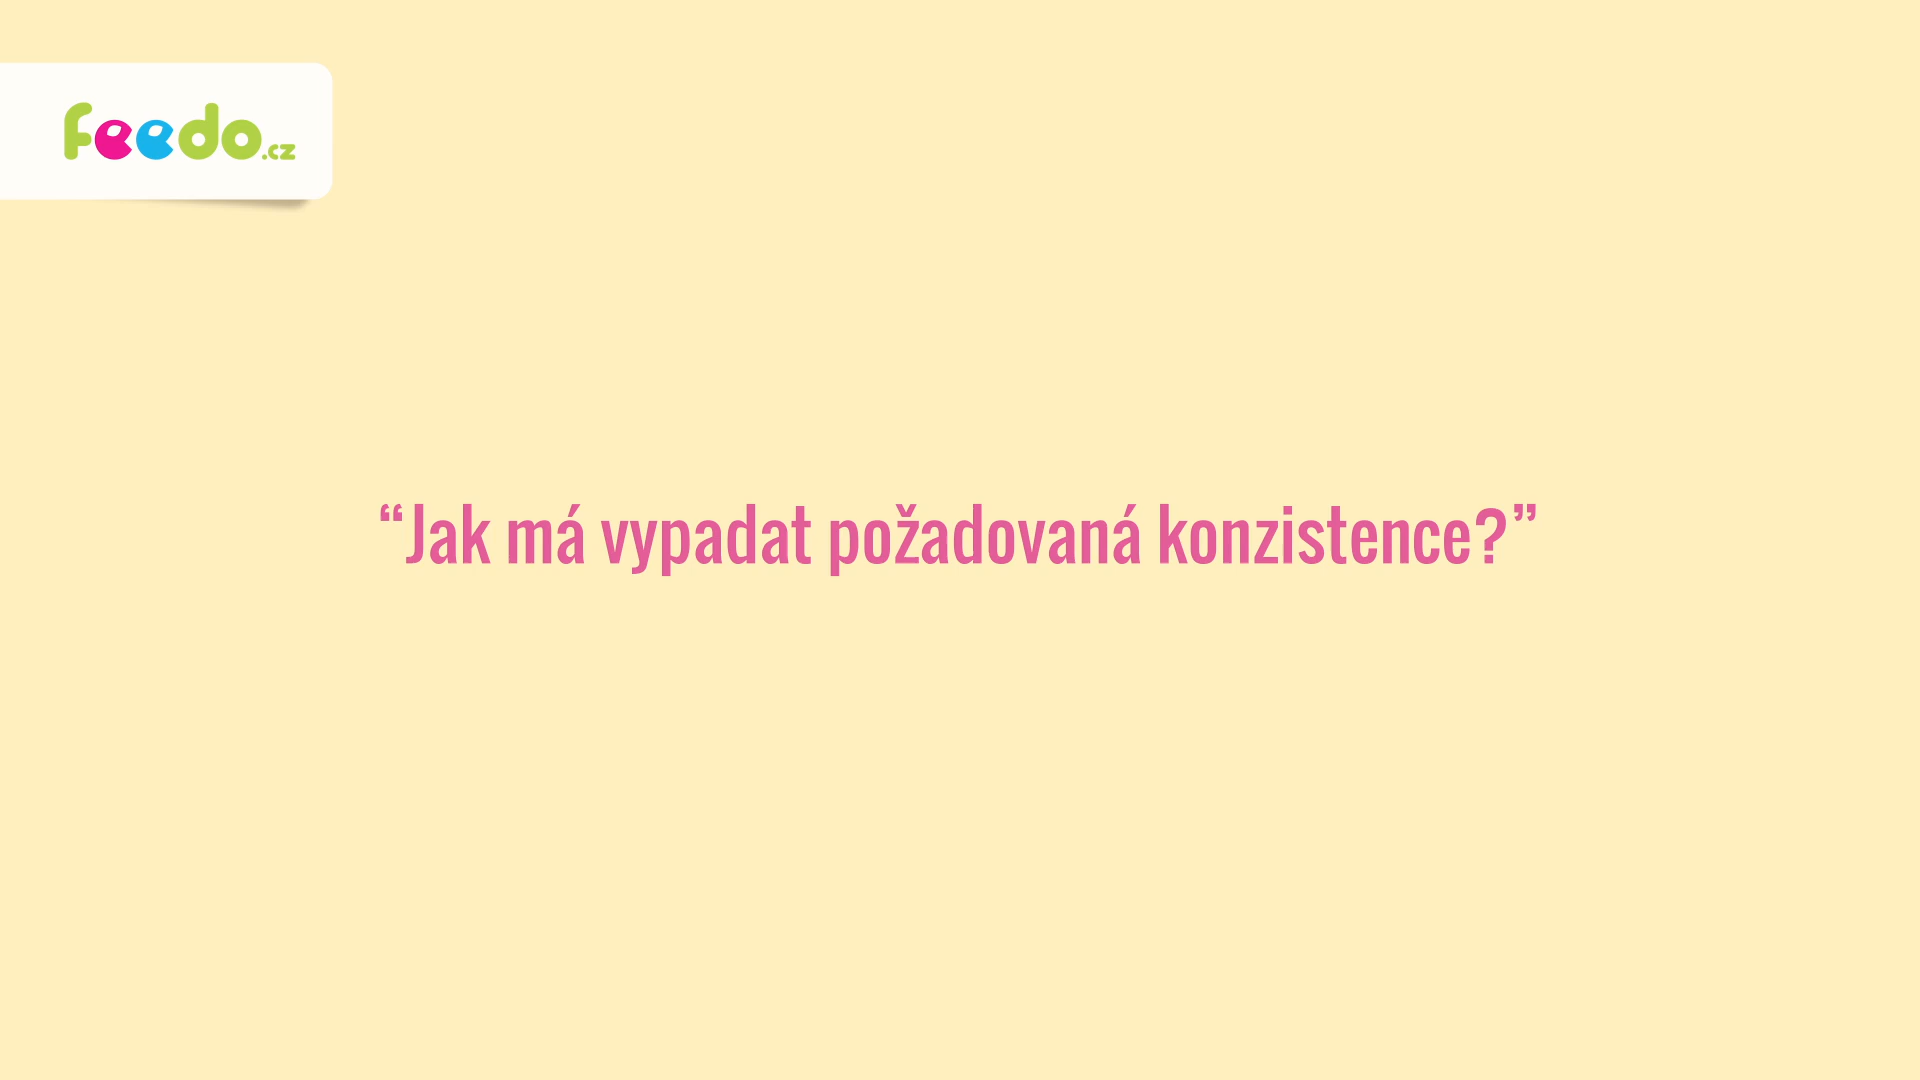 feedo.cz
“Jak má vypadat požadovaná konzistence?”